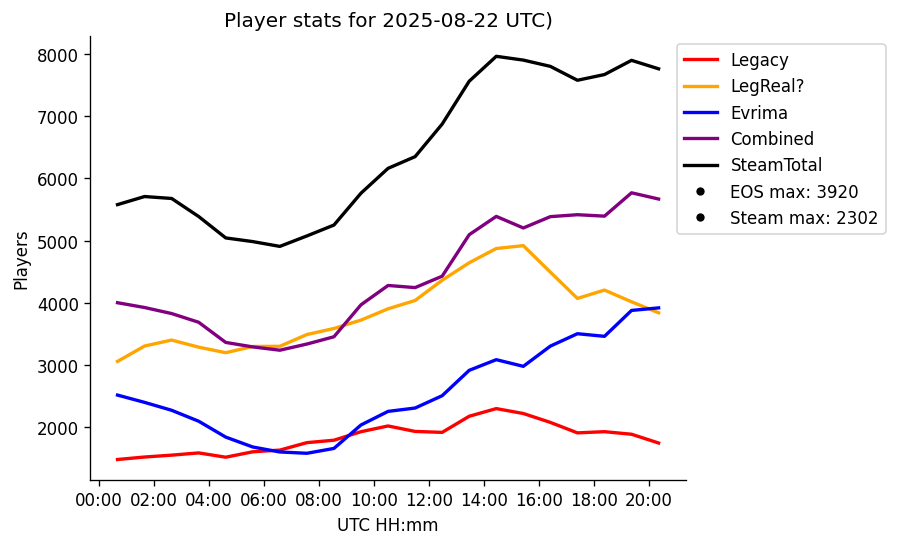 Player stats for 2025-08-22 UTC)
8000
7000
6000
5000
4000
3000
2000
Players
00:00 02:00 04:00 06:00 08:00 10:00 12:00 14:00 16:00 18:00 20:00
UTC HH:mm
Legacy
LegReal?
Evrima
Combined
SteamTotal
EOS max: 3920
Steam max: 2302